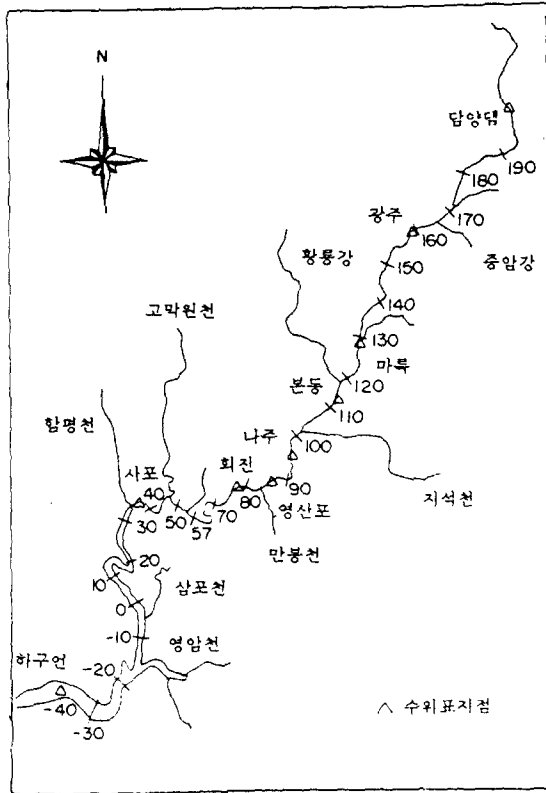 N
담양댐
190
180
170
광주
160
중암강
황룡강
150
140
고막원천
130
마륵
120
본동
110
함평천
나주
100
회진
사포
40
90
80
지석천
30
50
57
70
영산포
만봉천
20
10
삼포천
0
-10
영암천
하구언
-20
-40
-30
△ 수위표지점